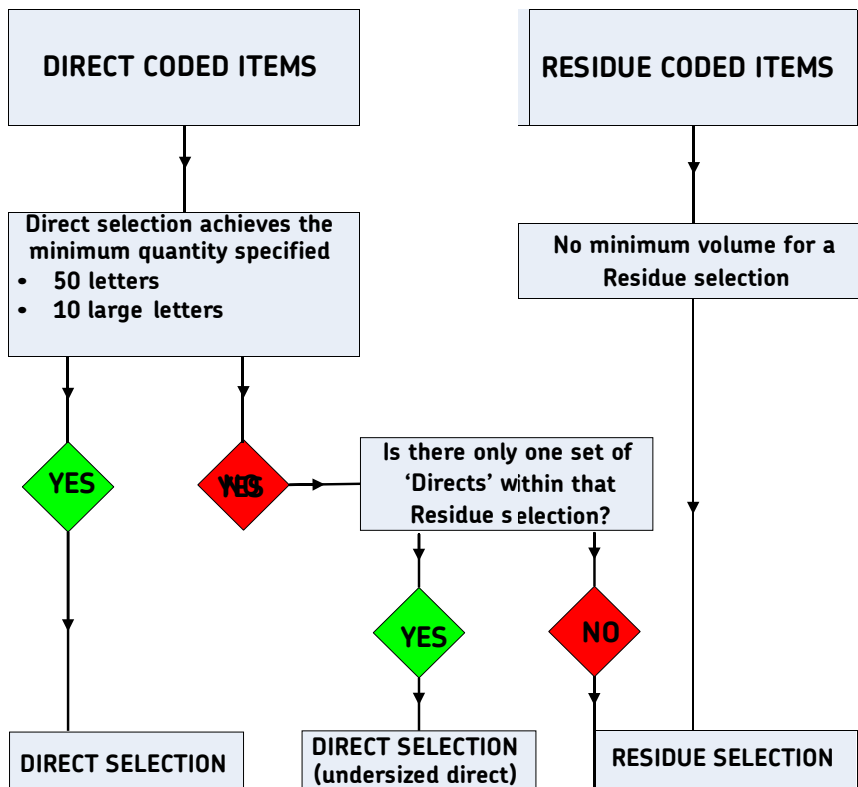 DIRECT CODED ITEMS
RESIDUE CODED ITEMS
Direct selection achieves the
minimum quantity specified
• 50 letters
• 10 large letters
No minimum volume for a
Residue selection
YES
Is there only one set of
‘Directs’ within that
Residue selection?
YES
NO
DIRECT SELECTION
DIRECT SELECTION
(undersized direct)
RESIDUE SELECTION